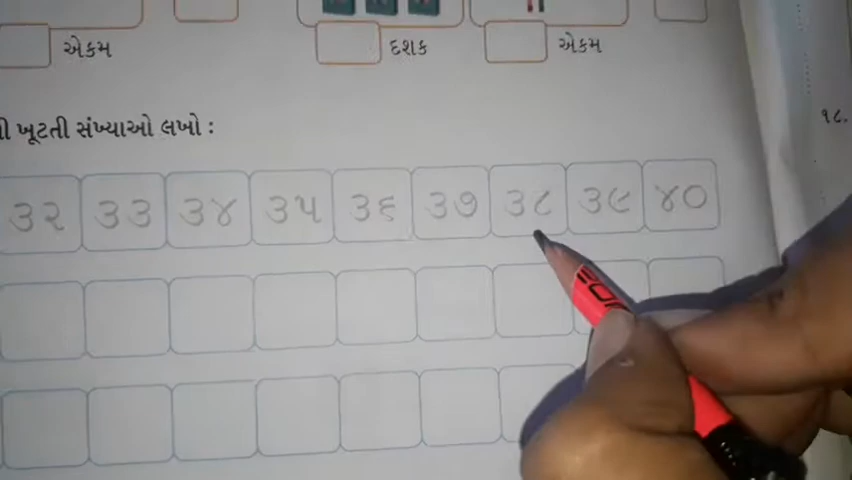 એકમ દશક એકમ
ખૂટતી સંખ્યાઓ લખો :
૧૮.
૩૨ ૩૩ ૩૪ ૩૫ ૩૬ ૩૭ ૩૮ ૩૯ ૪૦